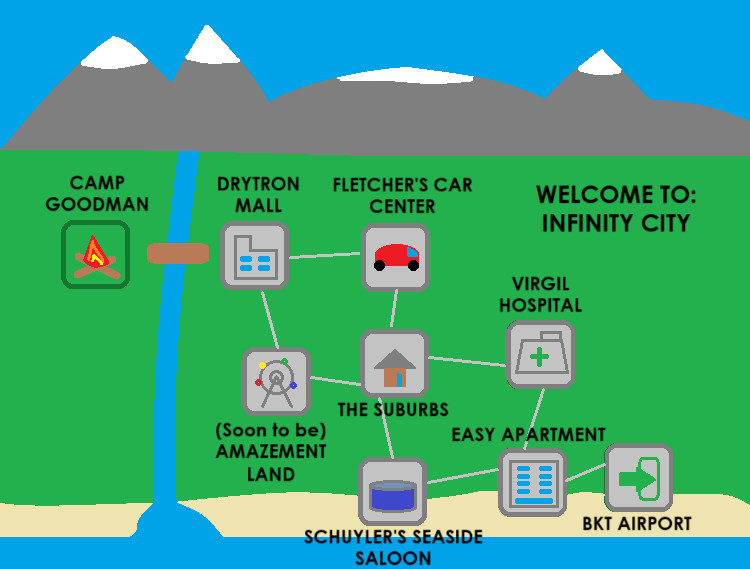 CAMP
GOODMAN
DRYTRON
MALL
FLETCHER'S CAR
CENTER
WELCOME TO:
INFINITY CITY
VIRGIL
HOSPITAL
THE SUBURBS
(Soon to be)
AMAZEMENT
LAND
EASY APARTMENT
BKT AIRPORT
SCHUYLER'S SEASIDE
SALOON